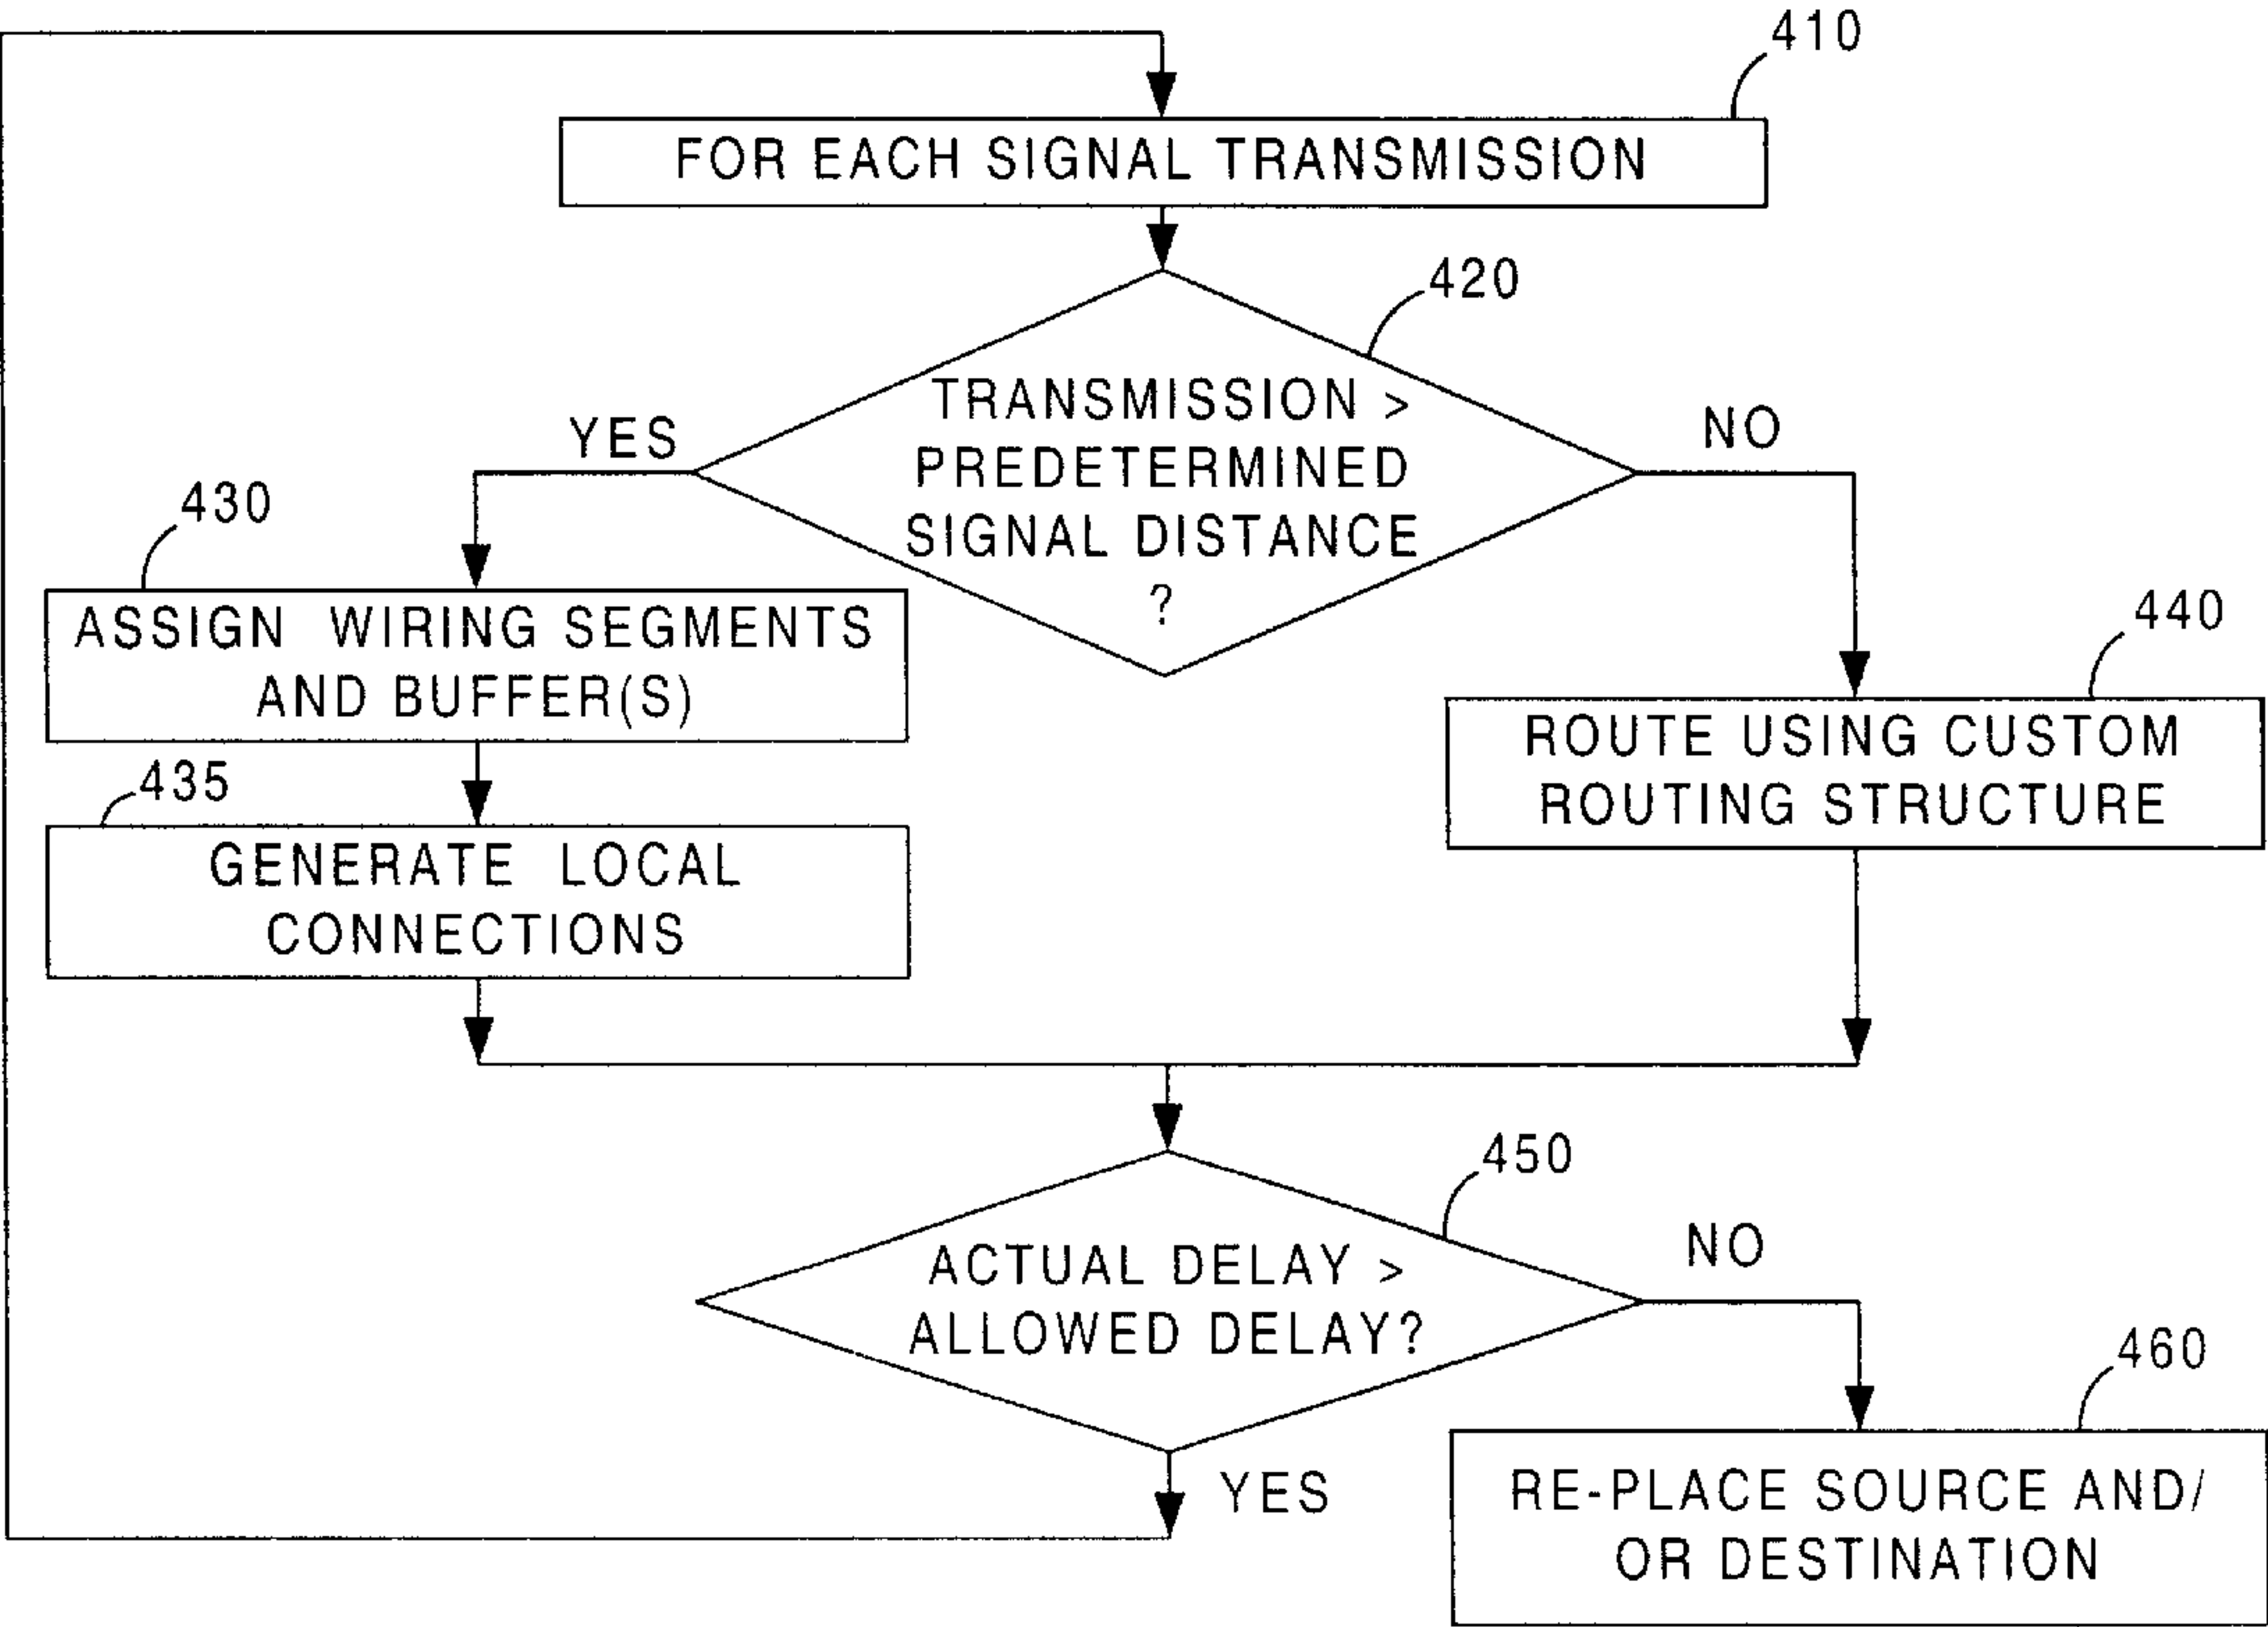 410
FOR EACH SIGNAL TRANSMISSION
420
TRANSMISSION >
PREDETERMINED
SIGNAL DISTANCE
?
YES
NO
430
ASSIGN WIRING SEGMENTS
AND BUFFER(S)
440
ROUTE USING CUSTOM
ROUTING STRUCTURE
435
GENERATE LOCAL
CONNECTIONS
450
ACTUAL DELAY >
ALLOWED DELAY?
NO
YES
460
RE-PLACE SOURCE AND/
OR DESTINATION